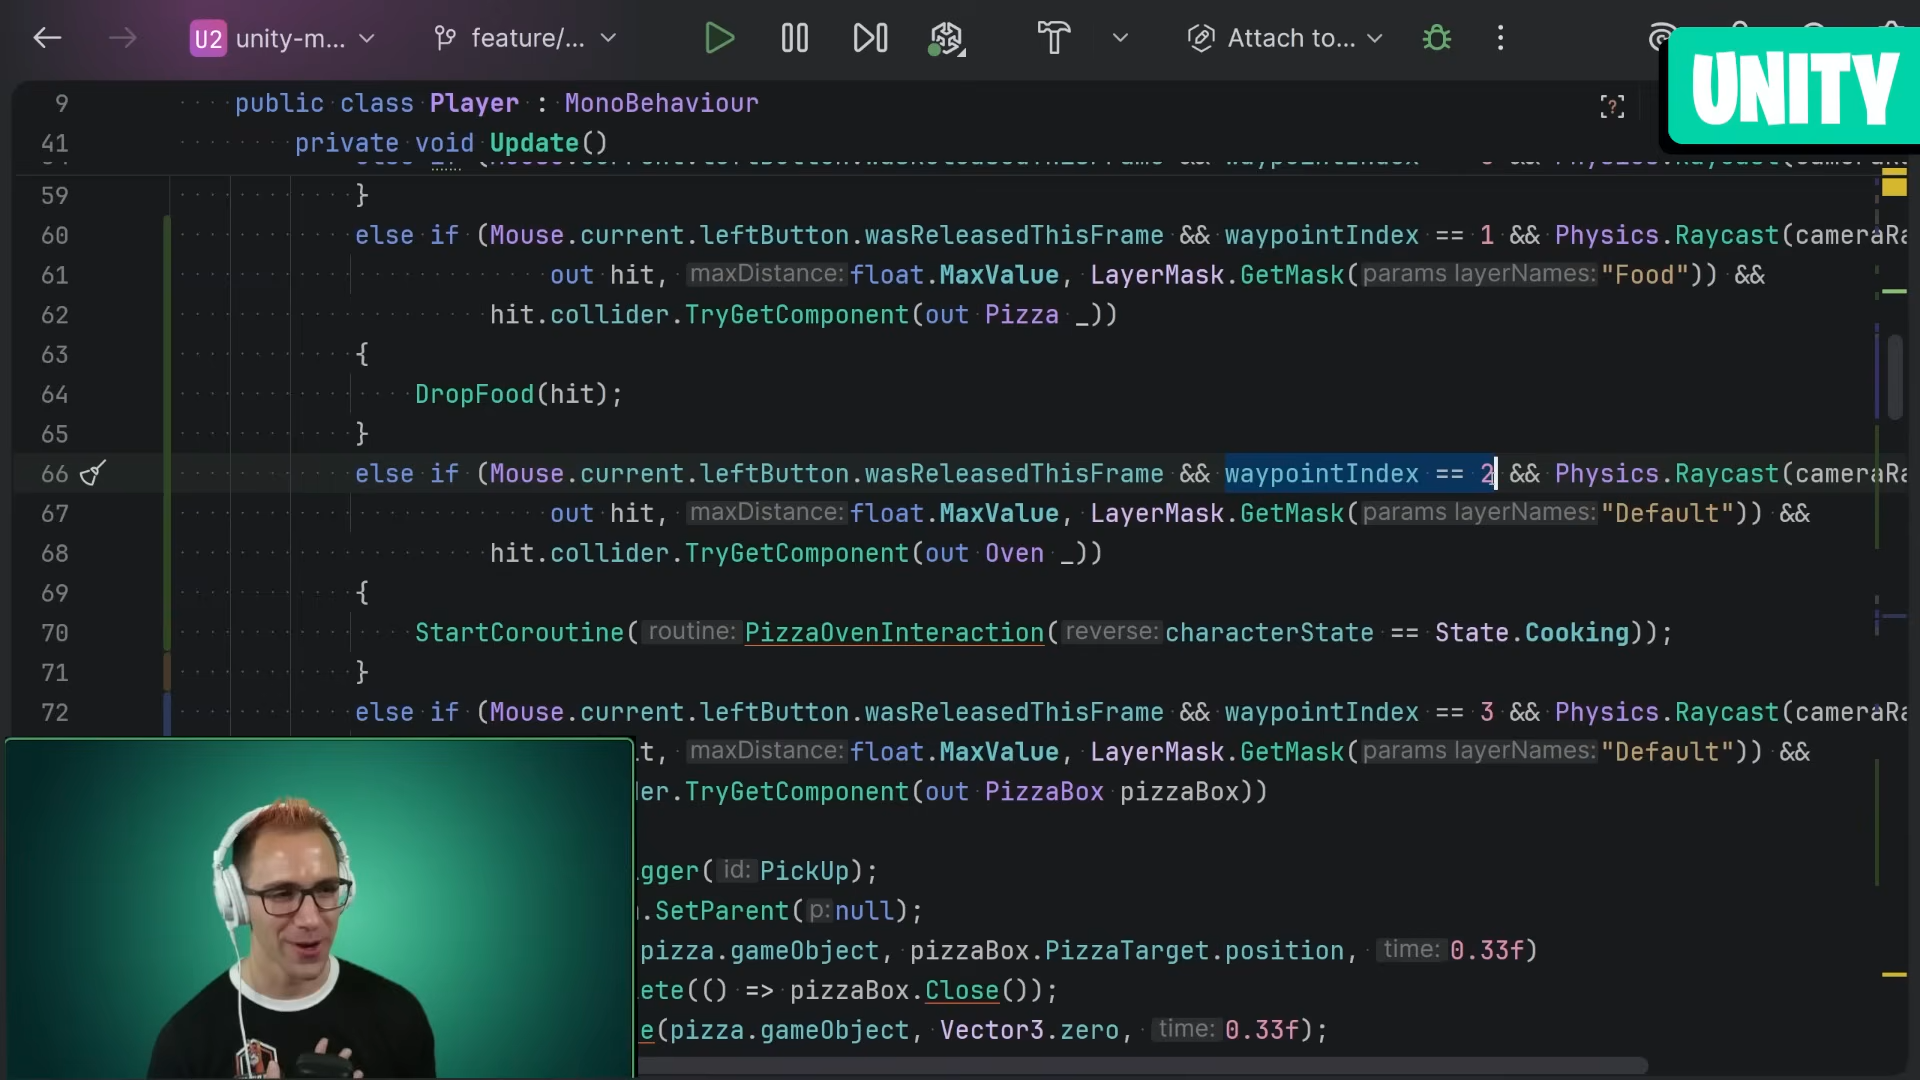 U2 unity-m... feature/... Attach to...
UNITY
9 public class Player : MonoBehaviour
41 private void Update()
59 }
60 else if (Mouse.current.leftButton.wasReleasedThisFrame && waypointIndex == 1 && Physics.Raycast(cameraRa
61 out hit, maxDistance: float.MaxValue, LayerMask.GetMask( params layerNames: "Food")) &&
62 hit.collider.TryGetComponent(out Pizza _))
63 {
64 DropFood(hit);
65 }
66 else if (Mouse.current.leftButton.wasReleasedThisFrame && waypointIndex == 2 && Physics.Raycast(cameraRa
67 out hit, maxDistance: float.MaxValue, LayerMask.GetMask( params layerNames: "Default")) &&
68 hit.collider.TryGetComponent(out Oven _))
69 {
70 StartCoroutine( routine: PizzaOvenInteraction( reverse: characterState == State.Cooking));
71 }
72 else if (Mouse.current.leftButton.wasReleasedThisFrame && waypointIndex == 3 && Physics.Raycast(cameraRa
t, maxDistance: float.MaxValue, LayerMask.GetMask( params layerNames: "Default")) &&
er.TryGetComponent(out PizzaBox pizzaBox))
gger( id: PickUp);
.SetParent( p: null);
pizza.gameObject, pizzaBox.PizzaTarget.position, time: 0.33f)
ete(() => pizzaBox.Close());
e(pizza.gameObject, Vector3.zero, time: 0.33f);